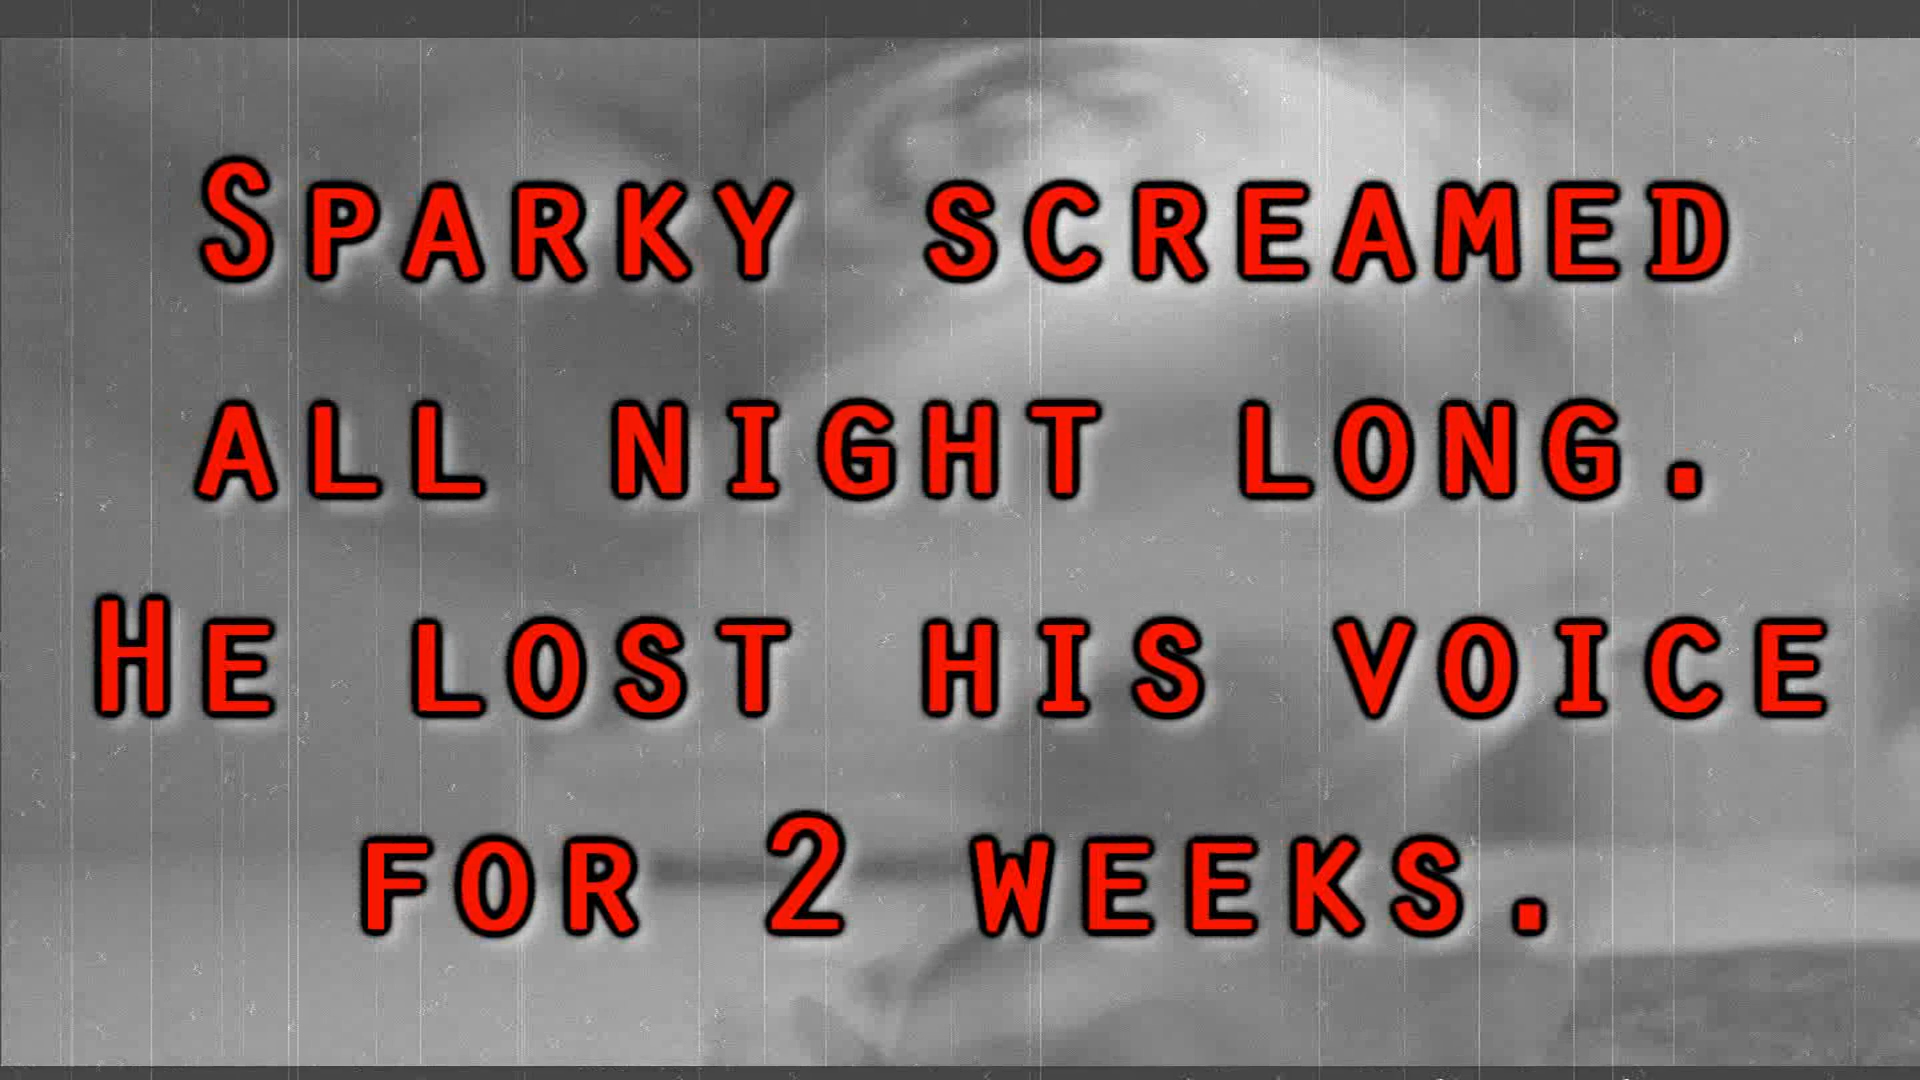 Sparky screamed
all night long.
He lost his voice
for 2 weeks.